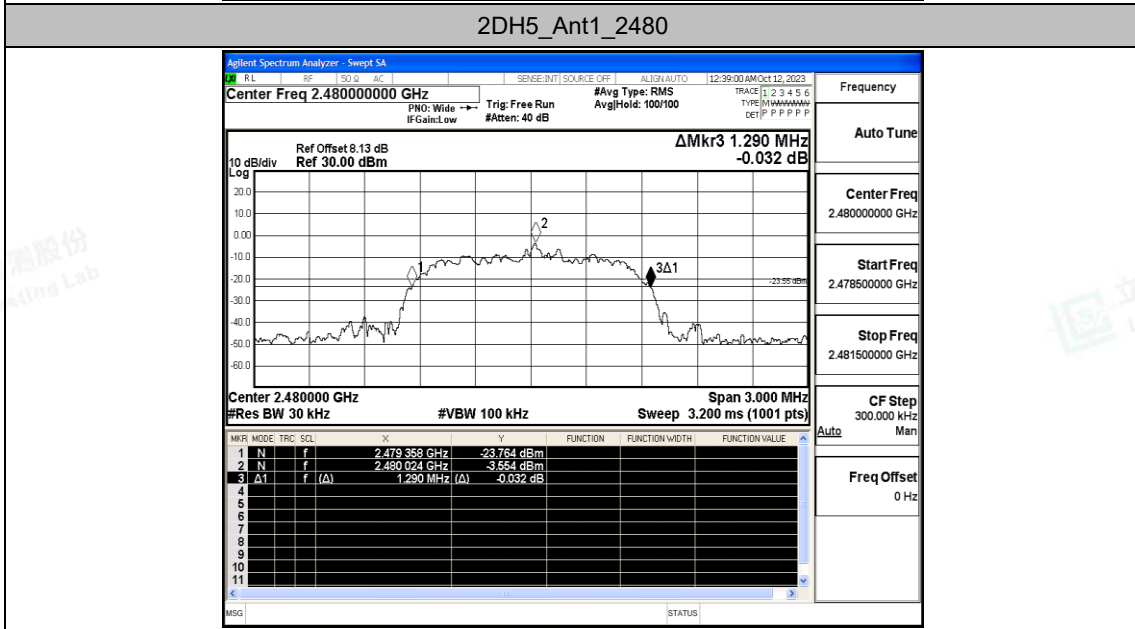 2DH5_Ant1_2480
Agilent Spectrum Analyzer - Swept SA
LXI RL RF 50 Ω AC SENSE:INT SOURCE OFF ALIGN AUTO 12:39:00 AM Oct 12, 2023
Center Freq 2.480000000 GHz
PNO: Wide
IFGain:Low
Trig: Free Run
#Atten: 40 dB
#Avg Type: RMS
Avg|Hold: 100/100
TRACE 1 2 3 4 5 6
TYPE M WWWWW
DET P P P P P P
ΔMkr3 1.290 MHz
-0.032 dB
Ref Offset 8.13 dB
10 dB/div Ref 30.00 dBm
Log
20.0
10.0
0.00
-10.0
-20.0
-30.0
-40.0
-50.0
-60.0
1
2
3Δ1
-23.55 dBm
Center 2.480000 GHz Span 3.000 MHz
#Res BW 30 kHz #VBW 100 kHz Sweep 3.200 ms (1001 pts)
MKR MODE TRC SCL X Y FUNCTION FUNCTION WIDTH FUNCTION VALUE
1 N f 2.479 358 GHz -23.764 dBm
2 N f 2.480 024 GHz -3.554 dBm
3 Δ1 f (Δ) 1.290 MHz (Δ) -0.032 dB
4
5
6
7
8
9
10
11
MSG STATUS
Frequency
Auto Tune
Center Freq
2.480000000 GHz
Start Freq
2.478500000 GHz
Stop Freq
2.481500000 GHz
CF Step
300.000 kHz
Auto Man
Freq Offset
0 Hz
测股份
sting Lab
立